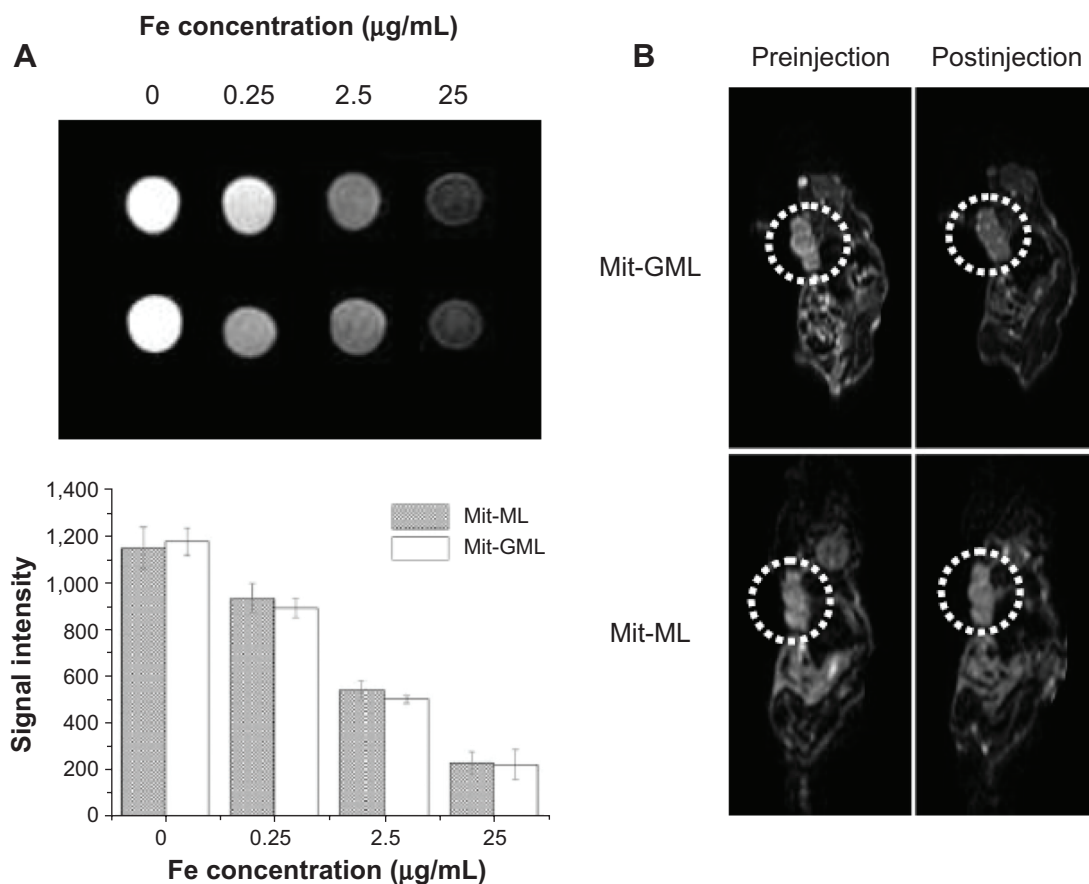 A
Fe concentration (µg/mL)
0 0.25 2.5 25
1,400
1,200
1,000
800
600
400
200
0
Signal intensity
Mit-ML
Mit-GML
0 0.25 2.5 25
Fe concentration (µg/mL)
B
Preinjection Postinjection
Mit-GML
Mit-ML